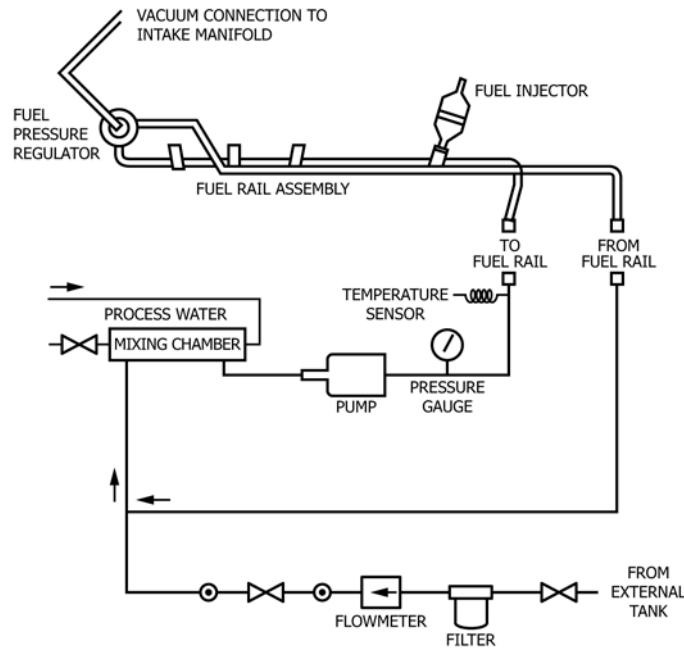 VACUUM CONNECTION TO
INTAKE MANIFOLD
FUEL INJECTOR
FUEL
PRESSURE
REGULATOR
FUEL RAIL ASSEMBLY
TO
FUEL RAIL
FROM
FUEL RAIL
TEMPERATURE
SENSOR
PROCESS WATER
MIXING CHAMBER
PUMP
PRESSURE
GAUGE
FROM
EXTERNAL
TANK
FLOWMETER
FILTER